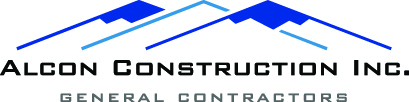 ALCON CONSTRUCTION INC.
GENERAL CONTRACTORS